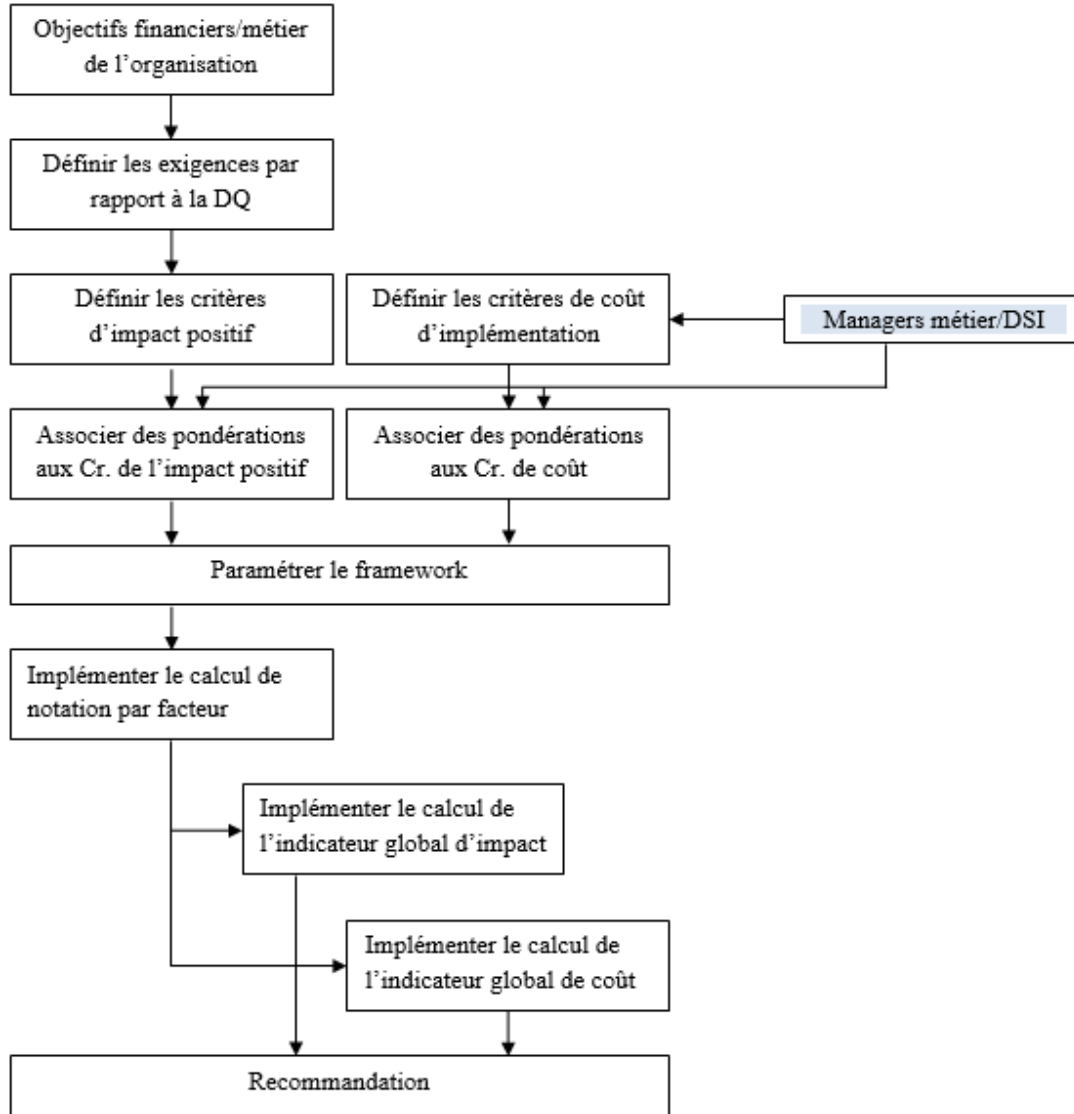 Objectifs financiers/métier
de l’organisation
Définir les exigences par
rapport à la DQ
Définir les critères
d’impact positif
Définir les critères de coût
d’implémentation
Managers métier/DSI
Associer des pondérations
aux Cr. de l’impact positif
Associer des pondérations
aux Cr. de coût
Paramétrer le framework
Implémenter le calcul de
notation par facteur
Implémenter le calcul de
l’indicateur global d’impact
Implémenter le calcul de
l’indicateur global de coût
Recommandation